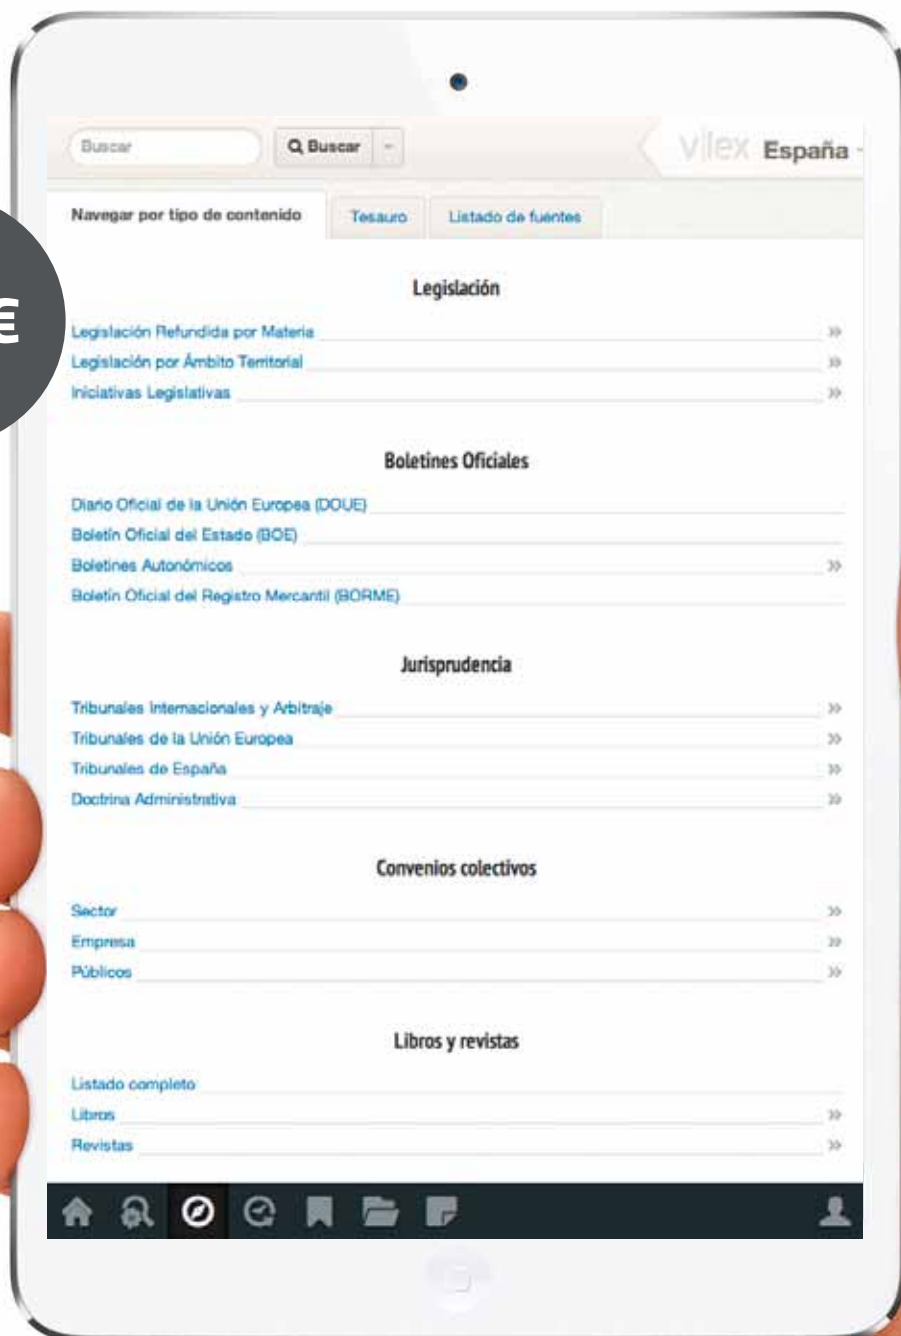 Buscar
Buscar
vlex España
Navegar por tipo de contenido
Tesauro
Listado de fuentes
€
Legislación
Legislación Refundida por Materia »
Legislación por Ámbito Territorial »
Iniciativas Legislativas »
Boletines Oficiales
Diario Oficial de la Unión Europea (DOUE)
Boletín Oficial del Estado (BOE)
Boletines Autonómicos »
Boletín Oficial del Registro Mercantil (BORME)
Jurisprudencia
Tribunales Internacionales y Arbitraje »
Tribunales de la Unión Europea »
Tribunales de España »
Doctrina Administrativa »
Convenios colectivos
Sector »
Empresa »
Públicos »
Libros y revistas
Listado completo
Libros »
Revistas »